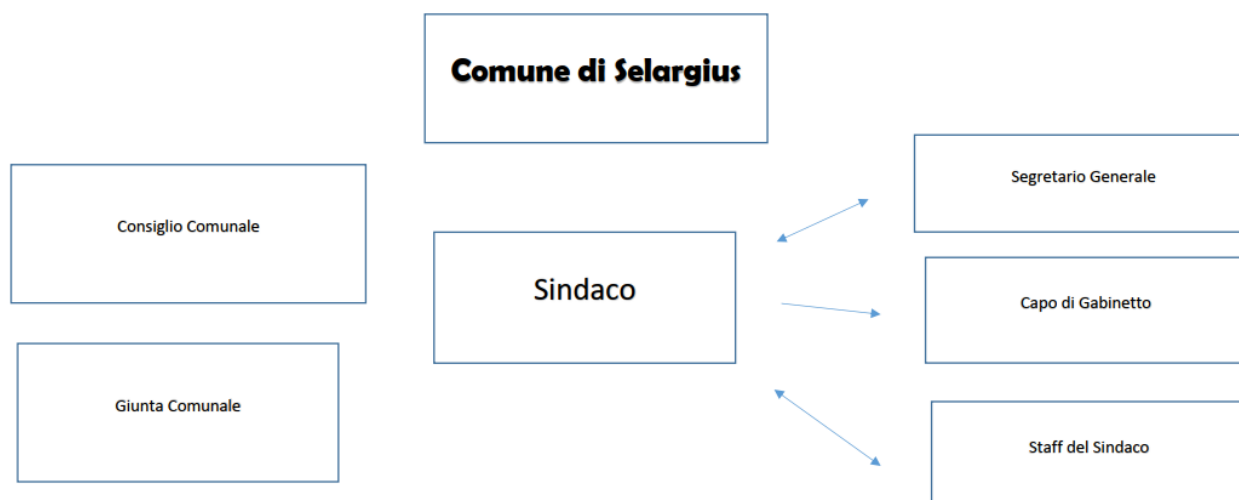 Comune di Selargius
Consiglio Comunale
Giunta Comunale
Sindaco
Segretario Generale
Capo di Gabinetto
Staff del Sindaco